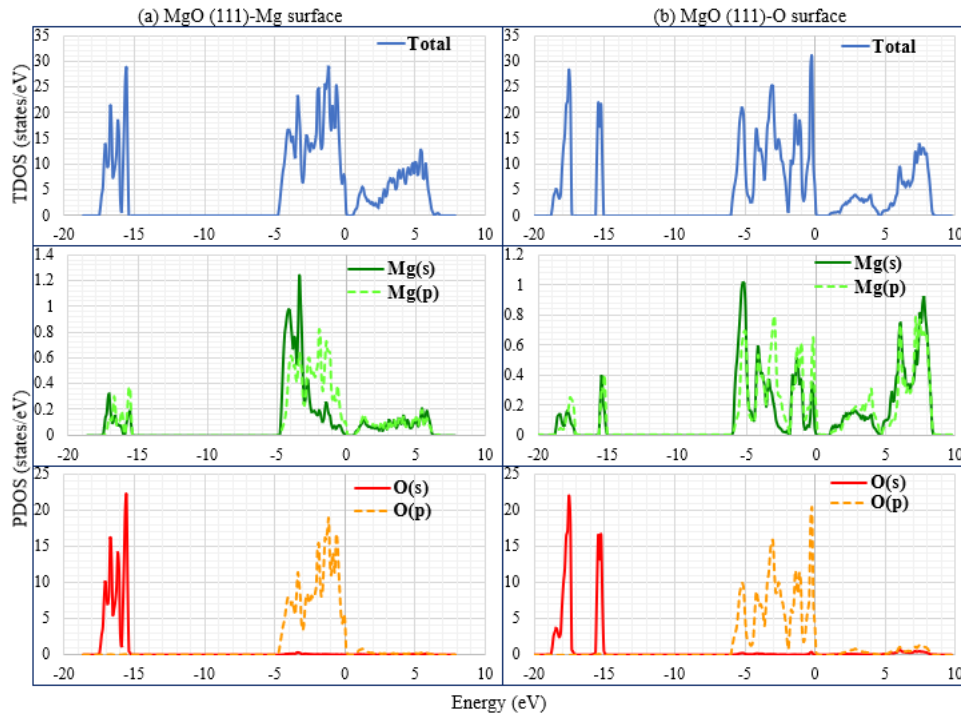 (a) MgO (111)-Mg surface
(b) MgO (111)-O surface
TDOS (states/eV)
35
30
25
20
15
10
5
0
Total
-20 -15 -10 -5 0 5 10
35
30
25
20
15
10
5
0
Total
-20 -15 -10 -5 0 5 10
PDOS (states/eV)
1.4
1.2
1
0.8
0.6
0.4
0.2
0
Mg(s)
Mg(p)
-20 -15 -10 -5 0 5 10
1.2
1
0.8
0.6
0.4
0.2
0
Mg(s)
Mg(p)
-20 -15 -10 -5 0 5 10
25
20
15
10
5
0
O(s)
O(p)
-20 -15 -10 -5 0 5 10
25
20
15
10
5
0
O(s)
O(p)
-20 -15 -10 -5 0 5 10
Energy (eV)